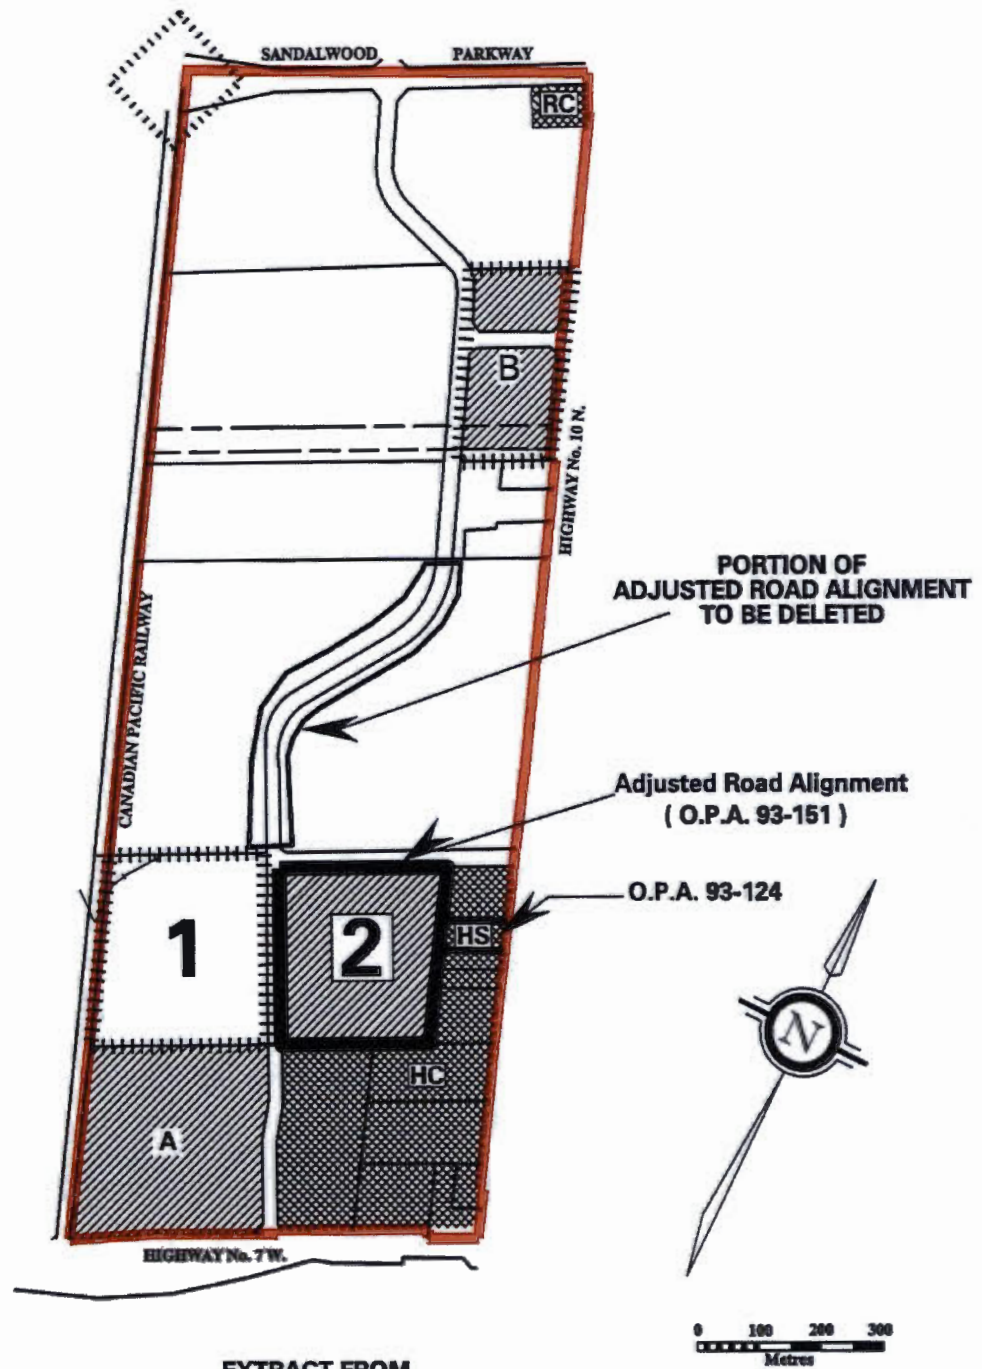 SANDALWOOD PARKWAY
RC
B
HIGHWAY No. 10 N.
PORTION OF
ADJUSTED ROAD ALIGNMENT
TO BE DELETED
CANADIAN PACIFIC RAILWAY
Adjusted Road Alignment
( O.P.A. 93-151 )
O.P.A. 93-124
1
2
HS
N
HC
A
HIGHWAY No. 7 W.
0 100 200 300
Metres
EXTRACT FROM